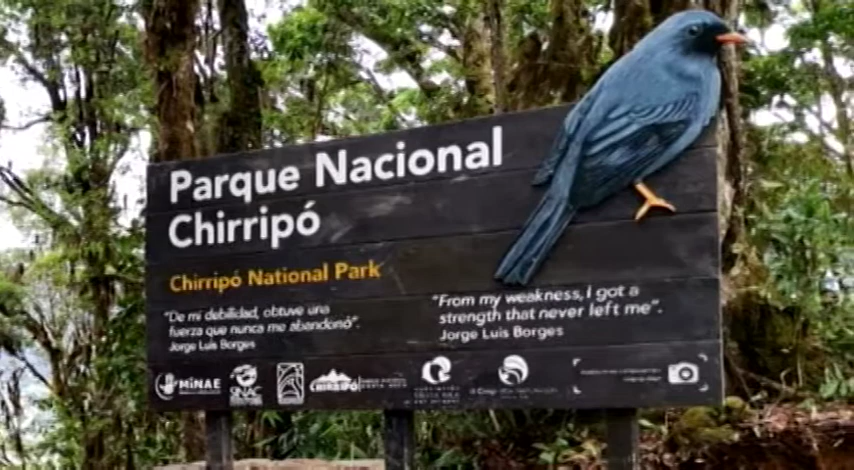 Parque Nacional
Chirripó
Chirripó National Park
"De mi debilidad, obtuve una
fuerza que nunca me abandonó".
Jorge Luis Borges
"From my weakness, I got a
strength that never left me".
Jorge Luis Borges
MiNAE
SINAC
CHIRRIPÓ